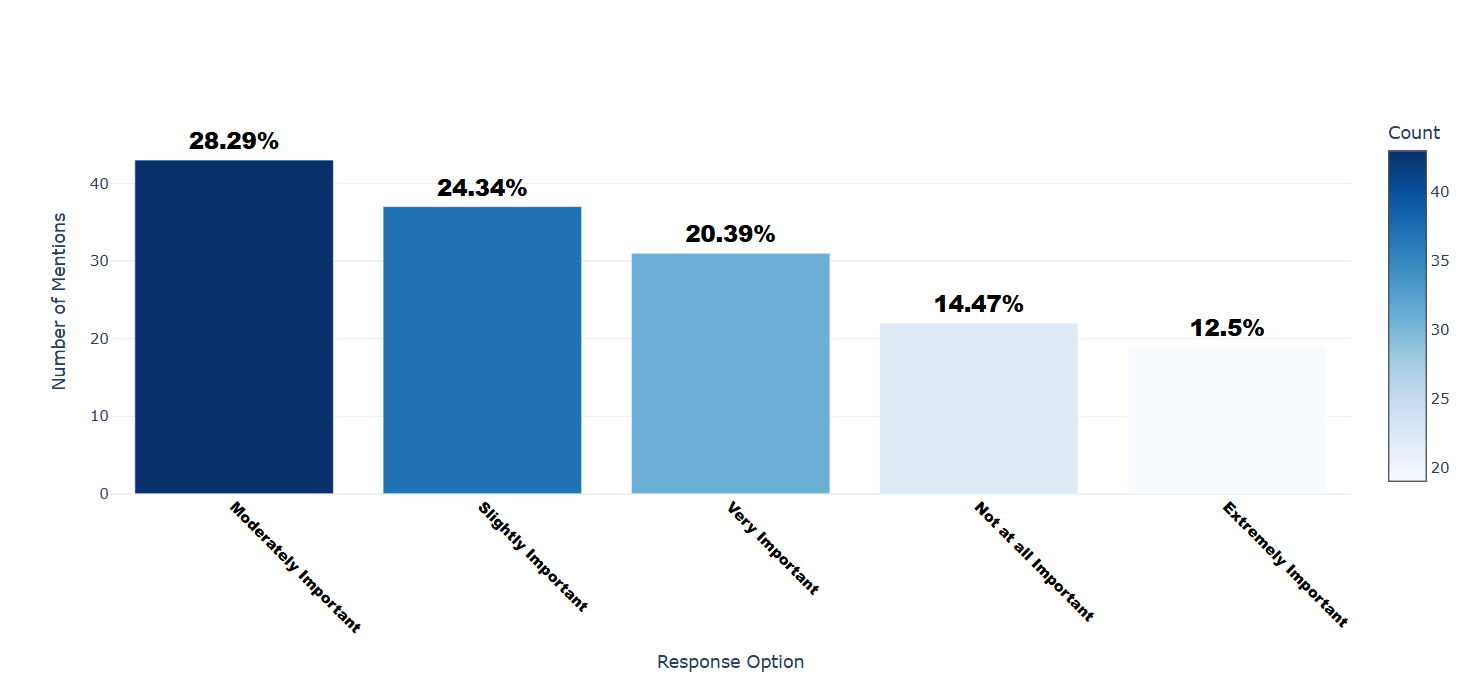 28.29%
24.34%
20.39%
14.47%
12.5%
Number of Mentions
40
30
20
10
0
Moderately Important
Slightly Important
Very Important
Not at all Important
Extremely Important
Response Option
Count
40
35
30
25
20